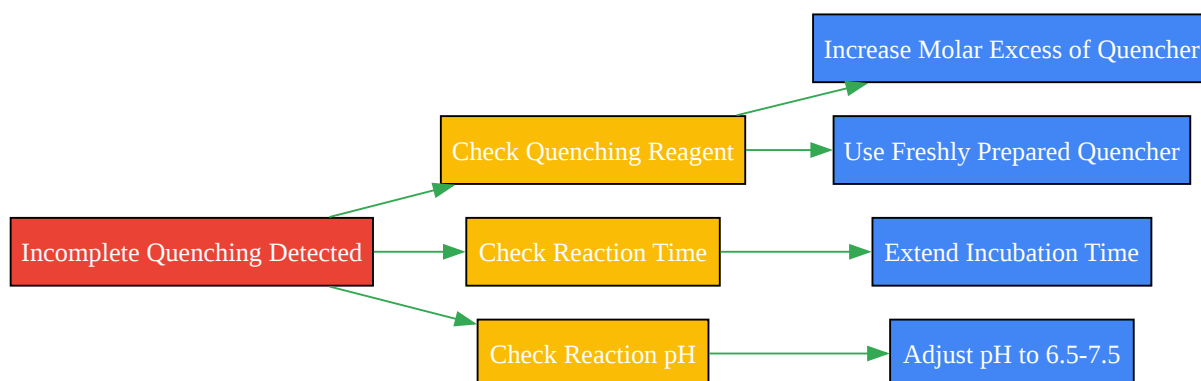 Incomplete Quenching Detected
Check Quenching Reagent
Increase Molar Excess of Quencher
Use Freshly Prepared Quencher
Check Reaction Time
Extend Incubation Time
Check Reaction pH
Adjust pH to 6.5-7.5